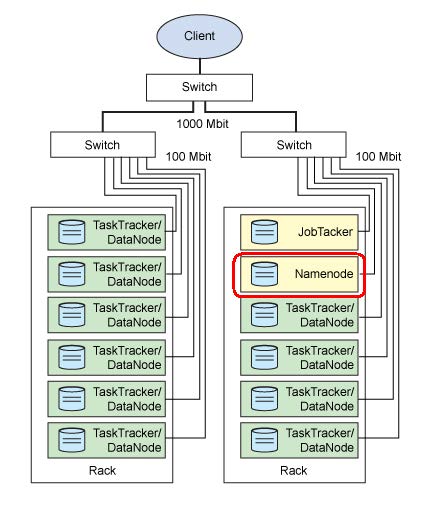 Client
Switch
1000 Mbit
Switch
100 Mbit
Switch
100 Mbit
TaskTracker/
DataNode
TaskTracker/
DataNode
TaskTracker/
DataNode
TaskTracker/
DataNode
TaskTracker/
DataNode
TaskTracker/
DataNode
Rack
JobTacker
Namenode
TaskTracker/
DataNode
TaskTracker/
DataNode
TaskTracker/
DataNode
TaskTracker/
DataNode
Rack